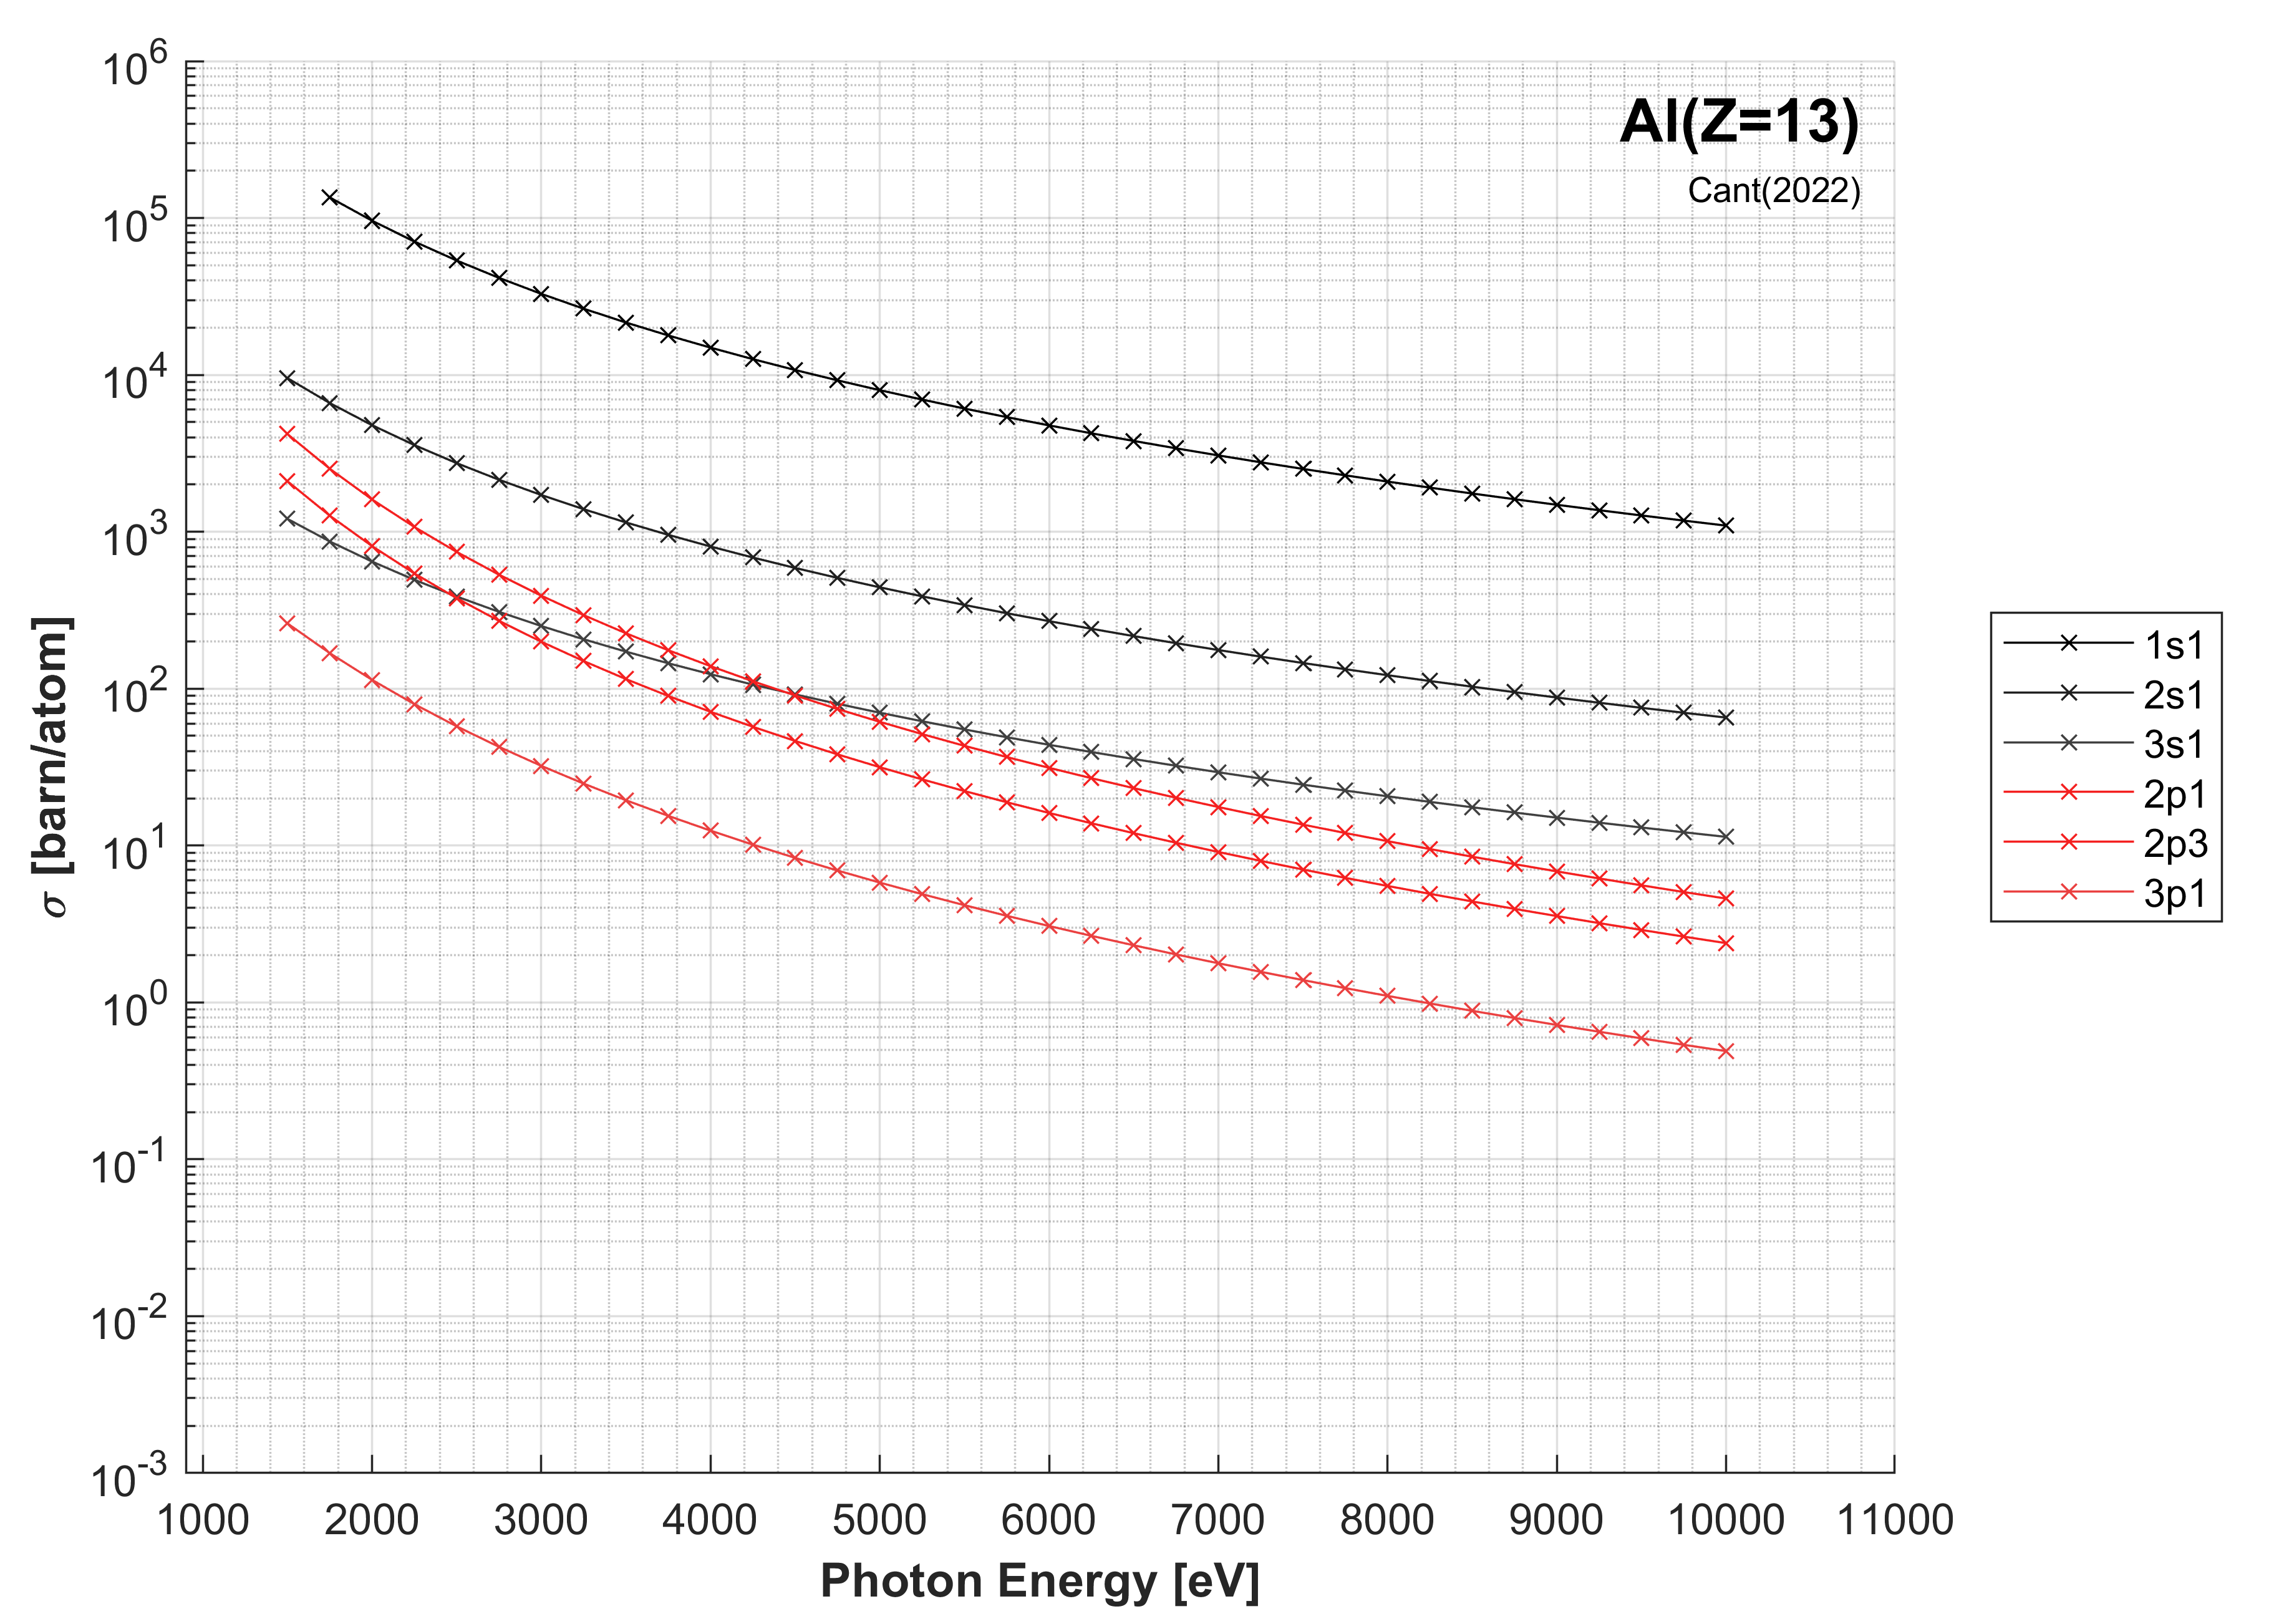 Al(Z=13)
Cant(2022)
10^6
10^5
10^4
10^3
10^2
10^1
10^0
10^-1
10^-2
10^-3
σ [barn/atom]
1000 2000 3000 4000 5000 6000 7000 8000 9000 10000 11000
Photon Energy [eV]
1s1
2s1
3s1
2p1
2p3
3p1